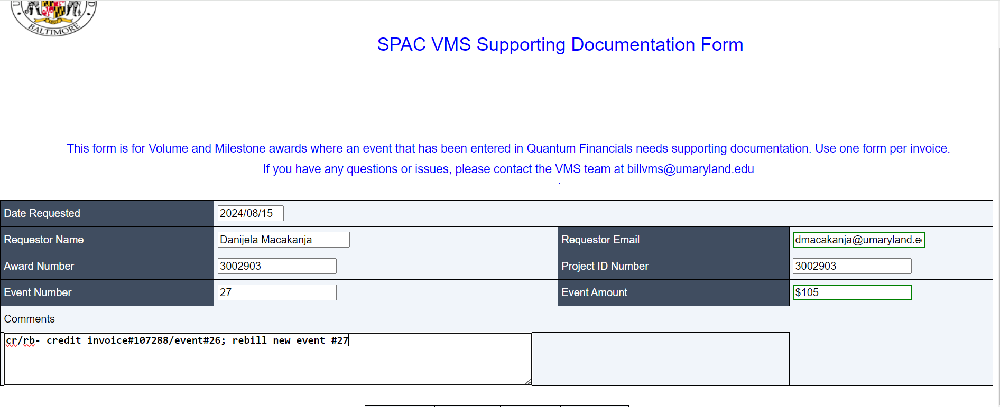 1807
BALTIMORE
SPAC VMS Supporting Documentation Form
This form is for Volume and Milestone awards where an event that has been entered in Quantum Financials needs supporting documentation. Use one form per invoice.
If you have any questions or issues, please contact the VMS team at billvms@umaryland.edu
.
Date Requested 2024/08/15
Requestor Name Danijela Macakanja Requestor Email dmacakanja@umaryland.e
Award Number 3002903 Project ID Number 3002903
Event Number 27 Event Amount $105
Comments
cr/rb- credit invoice#107288/event#26; rebill new event #27